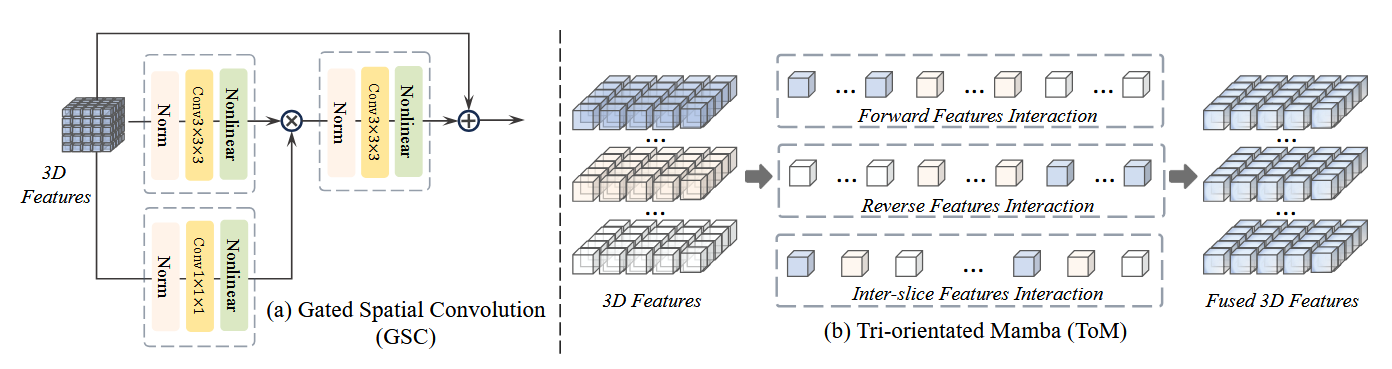 3D
Features
Norm
Conv3×3×3
Nonlinear
Norm
Conv3×3×3
Nonlinear
Norm
Conv1×1×1
Nonlinear
(a) Gated Spatial Convolution
(GSC)
...
...
3D Features
... ... ...
Forward Features Interaction
... ... ...
Reverse Features Interaction
...
Inter-slice Features Interaction
...
...
Fused 3D Features
(b) Tri-orientated Mamba (ToM)